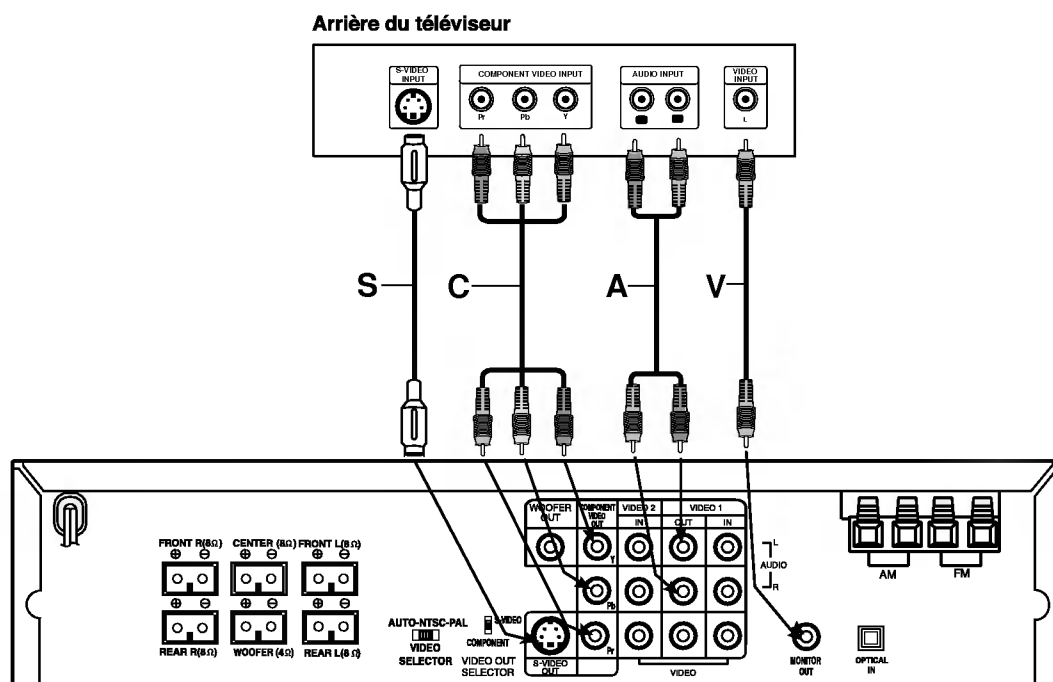 Arrière du téléviseur
S-VIDEO
INPUT
COMPONENT VIDEO INPUT
Pr
Pb
Y
AUDIO INPUT
VIDEO
INPUT
L
S
C
A
V
WOOFER
OUT
COMPONENT
VIDEO
OUT
VIDEO 2
IN
VIDEO 1
OUT
IN
Y
Pb
Pr
L
AUDIO
R
FRONT R(8Ω)
CENTER (8Ω)
FRONT L(8Ω)
REAR R(8Ω)
WOOFER (4Ω)
REAR L(8Ω)
AUTO-NTSC-PAL
VIDEO
SELECTOR
S-VIDEO
COMPONENT
VIDEO OUT
SELECTOR
S-VIDEO
OUT
VIDEO
MONITOR
OUT
OPTICAL
IN
AM
FM